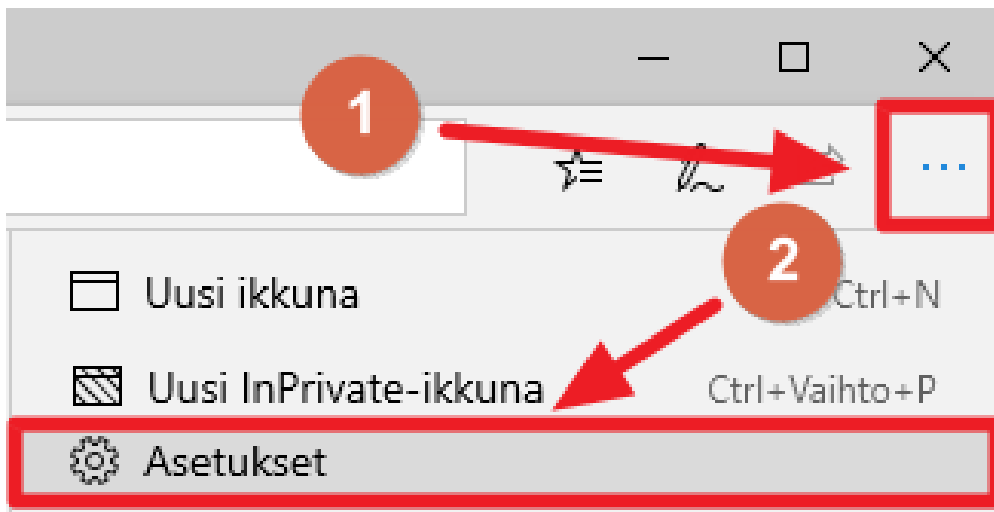 1
2
Uusi ikkuna Ctrl+N
Uusi InPrivate-ikkuna Ctrl+Vaihto+P
Asetukset